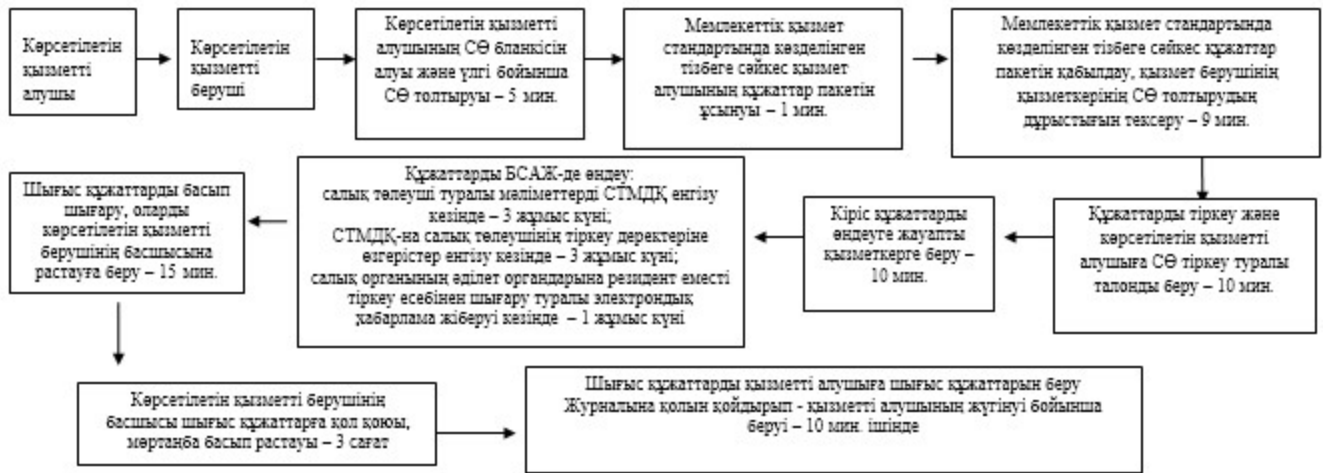 Көрсетілетін
қызметті
алушы
Көрсетілетін
қызметті
беруші
Көрсетілетін қызметті
алушының СӨ бланкісін
алуы және үлгі бойынша
СӨ толтыруы – 5 мин.
Мемлекеттік қызмет
стандартында көзделінген
тізбеге сәйкес қызмет
алушының құжаттар пакетін
ұсынуы – 1 мин.
Мемлекеттік қызмет стандартында
көзделінген тізбеге сәйкес құжаттар
пакетін қабылдау, қызмет берушінің
қызметкерінің СӨ толтырудың
дұрыстығын тексеру – 9 мин.
Құжаттарды тіркеу және
көрсетілетін қызметті
алушыға СӨ тіркеу туралы
талонды беру – 10 мин.
Кіріс құжаттарды
өңдеуге жауапты
қызметкерге беру –
10 мин.
Құжаттарды БСАЖ-де өңдеу:
салық төлеуші туралы мәліметтерді СТМДҚ енгізу
кезінде – 3 жұмыс күні;
СТМДҚ-на салық төлеушінің тіркеу деректеріне
өзгерістер енгізу кезінде – 3 жұмыс күні;
салық органының әділет органдарына резидент еместі
тіркеу есебінен шығару туралы электрондық
хабарлама жіберуі кезінде – 1 жұмыс күні
Шығыс құжаттарды басып
шығару, оларды
көрсетілетін қызметті
берушінің басшысына
растауға беру – 15 мин.
Көрсетілетін қызметті берушінің
басшысы шығыс құжаттарға қол қоюы,
мөртаңба басып растауы – 3 сағат
Шығыс құжаттарды қызметті алушыға шығыс құжаттарын беру
Журналына қолын қойдырып - қызметті алушының жүгінуі бойынша
беруі – 10 мин. ішінде